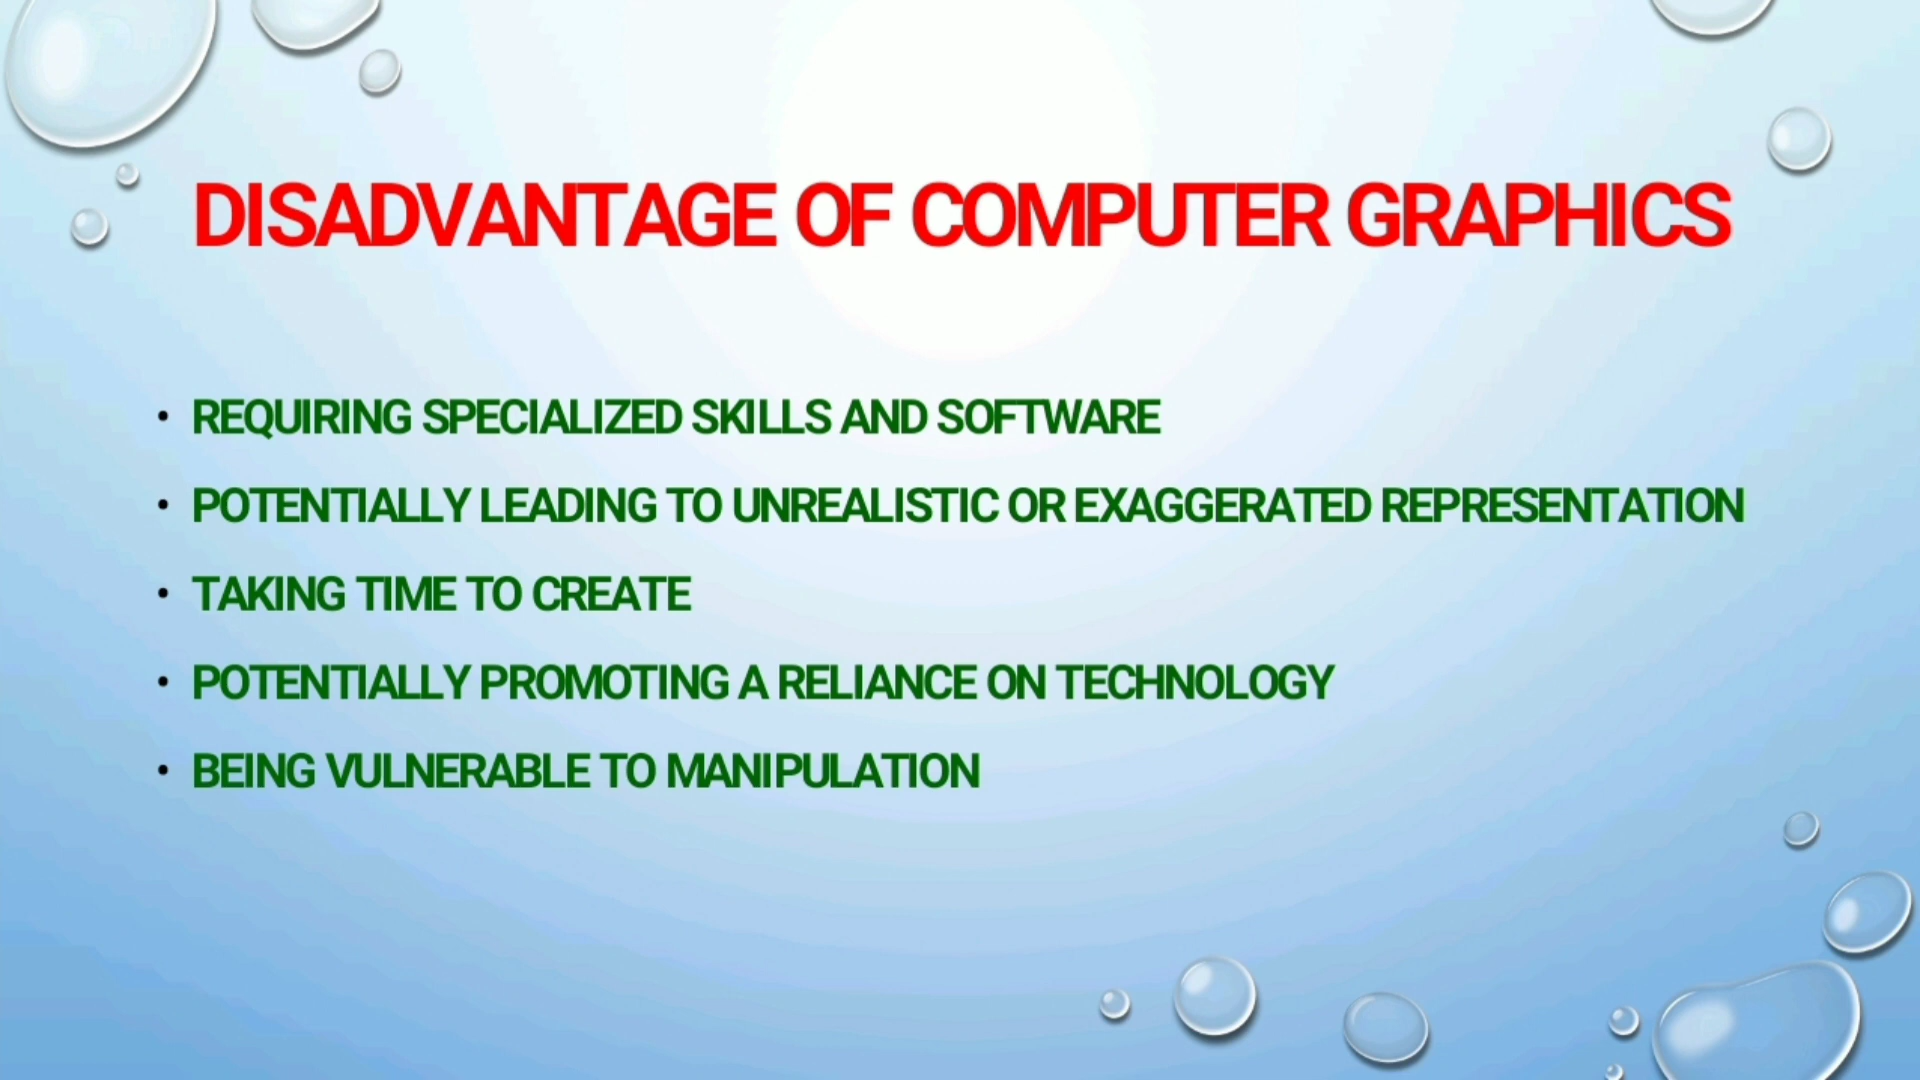 DISADVANTAGE OF COMPUTER GRAPHICS
• REQUIRING SPECIALIZED SKILLS AND SOFTWARE
• POTENTIALLY LEADING TO UNREALISTIC OR EXAGGERATED REPRESENTATION
• TAKING TIME TO CREATE
• POTENTIALLY PROMOTING A RELIANCE ON TECHNOLOGY
• BEING VULNERABLE TO MANIPULATION